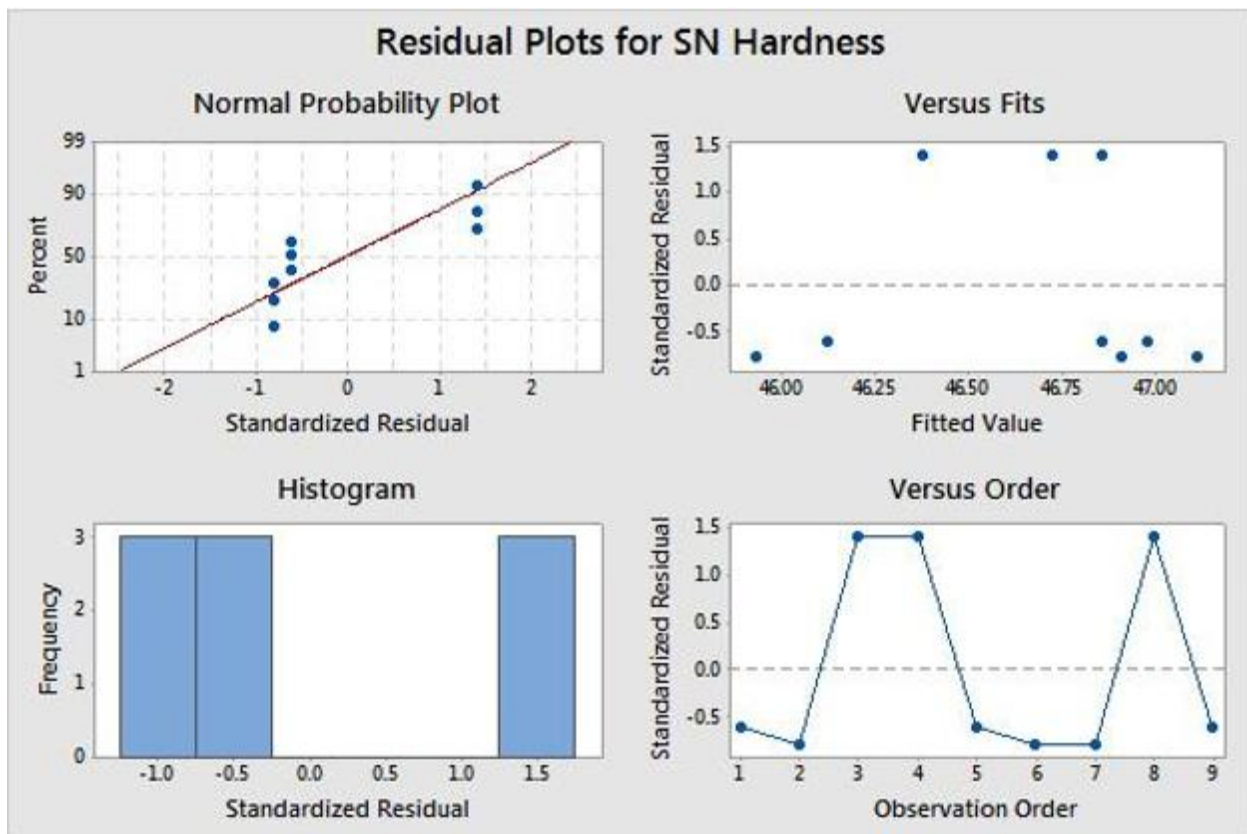 Residual Plots for SN Hardness
Normal Probability Plot
99
90
50
10
1
Percent
-2 -1 0 1 2
Standardized Residual
Versus Fits
1.5
1.0
0.5
0.0
-0.5
Standardized Residual
46.00 46.25 46.50 46.75 47.00
Fitted Value
Histogram
3
2
1
0
Frequency
-1.0 -0.5 0.0 0.5 1.0 1.5
Standardized Residual
Versus Order
1.5
1.0
0.5
0.0
-0.5
Standardized Residual
1 2 3 4 5 6 7 8 9
Observation Order